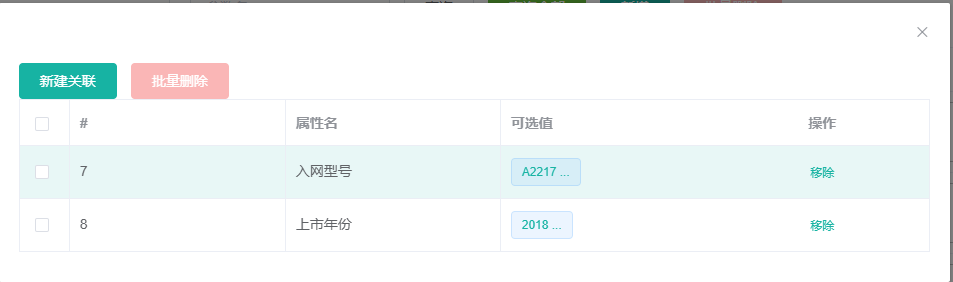 新建关联 批量删除
# 属性名 可选值 操作
7 入网型号 A2217 ... 移除
8 上市年份 2018 ... 移除